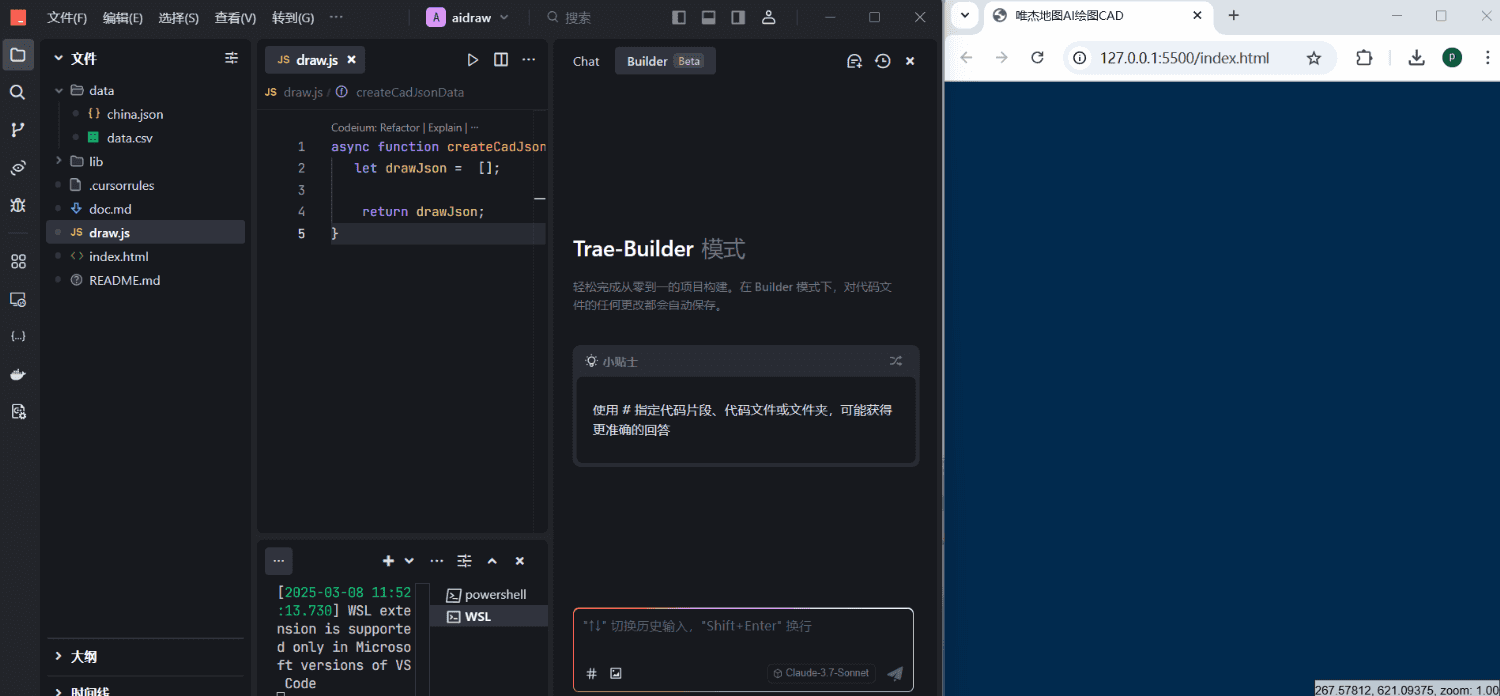 文件(F) 编辑(E) 选择(S) 查看(V) 转到(G) ··· A aidraw 搜索
文件
data
china.json
data.csv
lib
.cursorrules
doc.md
JS draw.js
index.html
README.md
大纲
时间线
JS draw.js
JS draw.js / createCadJsonData
Codeium: Refactor | Explain | ···
1 async function createCadJson
2 let drawJson = [];
3
4 return drawJson;
5 }
[2025-03-08 11:52
:13.730] WSL exte
nsion is supporte
d only in Microso
ft versions of VS
Code
powershell
WSL
Chat Builder Beta
Trae-Builder 模式
轻松完成从零到一的项目构建。在 Builder 模式下，对代码文
件的任何更改都会自动保存。
小贴士
使用 # 指定代码片段、代码文件或文件夹，可能获得
更准确的回答
"↑↓" 切换历史输入，"Shift+Enter" 换行
# Claude-3.7-Sonnet
唯杰地图AI绘图CAD
127.0.0.1:5500/index.html
p
267.57812, 621.09375, zoom: 1.00